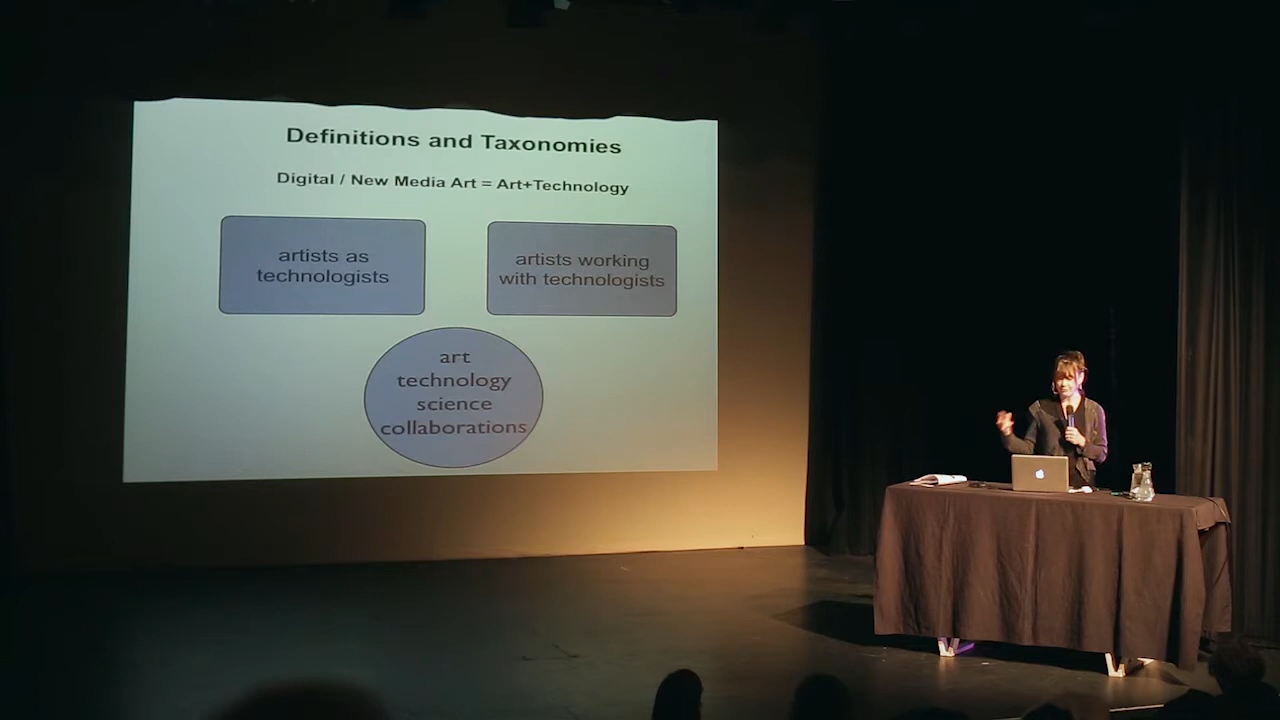 Definitions and Taxonomies
Digital / New Media Art = Art+Technology
artists as
technologists
artists working
with technologists
art
technology
science
collaborations